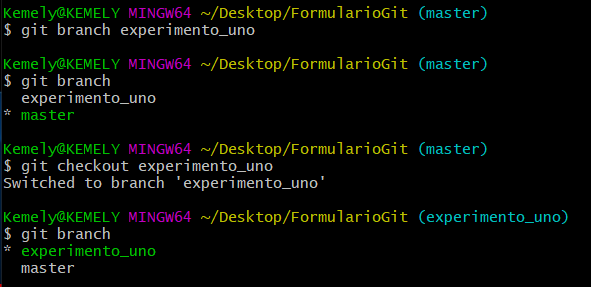 Kemely@KEMELY MINGW64 ~/Desktop/FormularioGit (master)
$ git branch experimento_uno
Kemely@KEMELY MINGW64 ~/Desktop/FormularioGit (master)
$ git branch
  experimento_uno
* master
Kemely@KEMELY MINGW64 ~/Desktop/FormularioGit (master)
$ git checkout experimento_uno
Switched to branch 'experimento_uno'
Kemely@KEMELY MINGW64 ~/Desktop/FormularioGit (experimento_uno)
$ git branch
* experimento_uno
  master